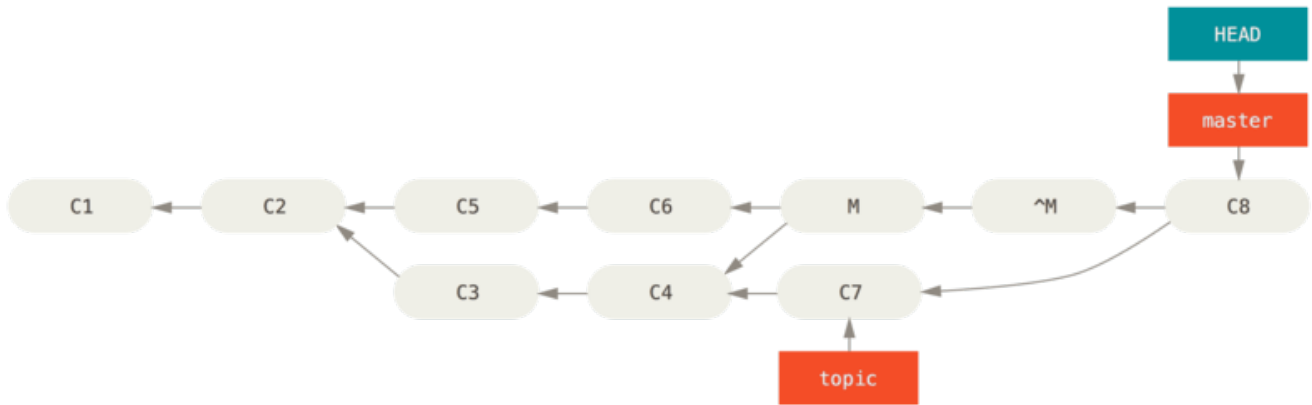 HEAD
master
C1 C2 C5 C6 M ^M C8
C3 C4 C7
topic